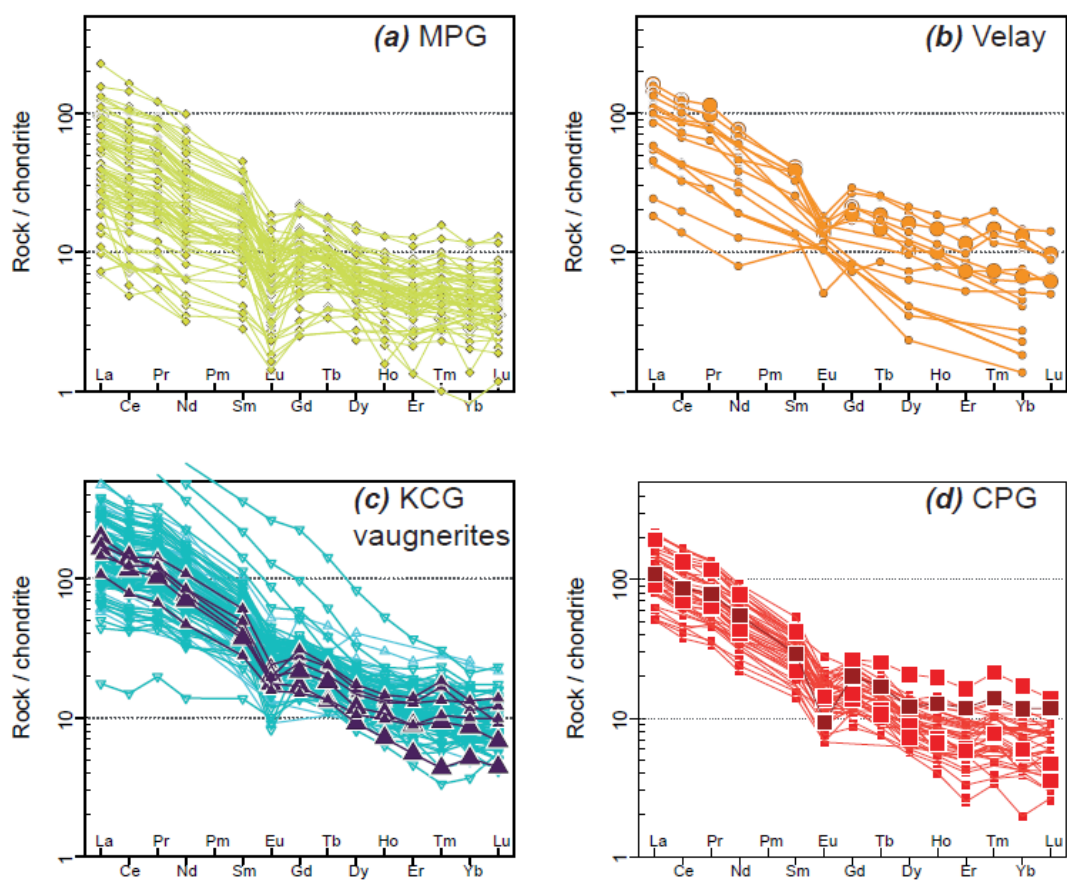 (a) MPG
Rock / chondrite
100
10
1
La Pr Pm Eu Tb Ho Tm Lu
Ce Nd Sm Gd Dy Er Yb
(b) Velay
Rock / chondrite
100
10
1
La Pr Pm Eu Tb Ho Tm Lu
Ce Nd Sm Gd Dy Er Yb
(c) KCG
vaugnerites
Rock / chondrite
100
10
1
La Pr Pm Eu Tb Ho Tm Lu
Ce Nd Sm Gd Dy Er Yb
(d) CPG
Rock / chondrite
100
10
1
La Pr Pm Eu Tb Ho Tm Lu
Ce Nd Sm Gd Dy Er Yb